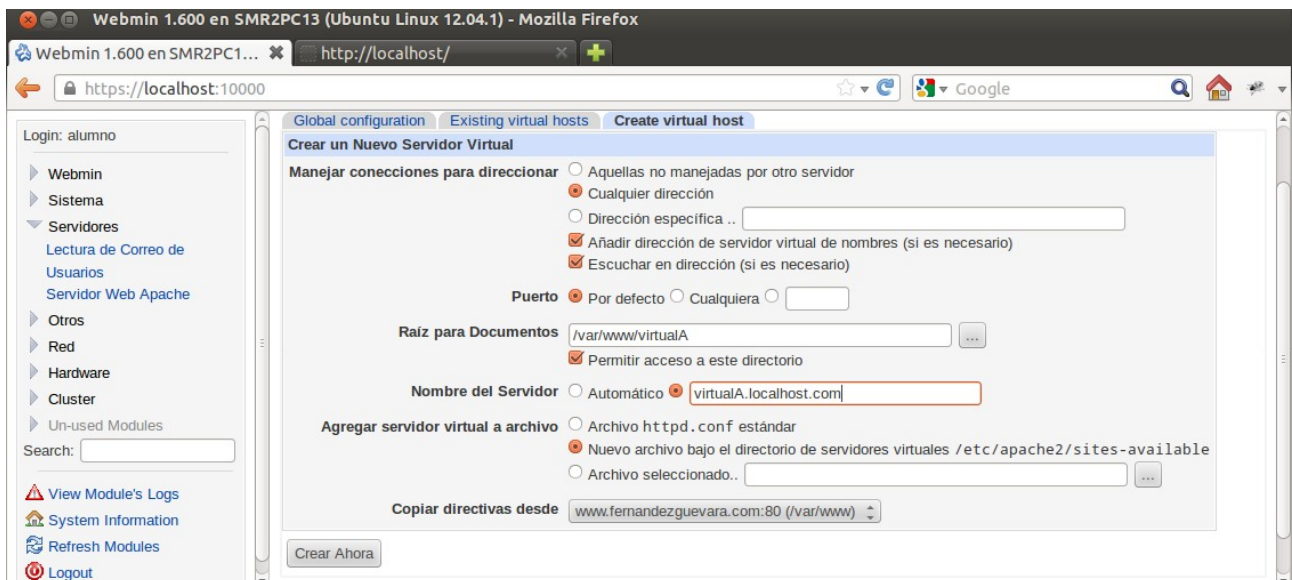 Webmin 1.600 en SMR2PC13 (Ubuntu Linux 12.04.1) - Mozilla Firefox
Webmin 1.600 en SMR2PC1... http://localhost/
https://localhost:10000 Google
Login: alumno
Webmin
Sistema
Servidores
Lectura de Correo de
Usuarios
Servidor Web Apache
Otros
Red
Hardware
Cluster
Un-used Modules
Search:
View Module's Logs
System Information
Refresh Modules
Logout
Global configuration Existing virtual hosts Create virtual host
Crear un Nuevo Servidor Virtual
Manejar conecciones para direccionar Aquellas no manejadas por otro servidor
Cualquier dirección
Dirección específica ..
Añadir dirección de servidor virtual de nombres (si es necesario)
Escuchar en dirección (si es necesario)
Puerto Por defecto Cualquiera
Raíz para Documentos /var/www/virtualA ...
Permitir acceso a este directorio
Nombre del Servidor Automático virtualA.localhost.com
Agregar servidor virtual a archivo Archivo httpd.conf estándar
Nuevo archivo bajo el directorio de servidores virtuales /etc/apache2/sites-available
Archivo seleccionado.. ...
Copiar directivas desde www.fernandezguevara.com:80 (/var/www)
Crear Ahora